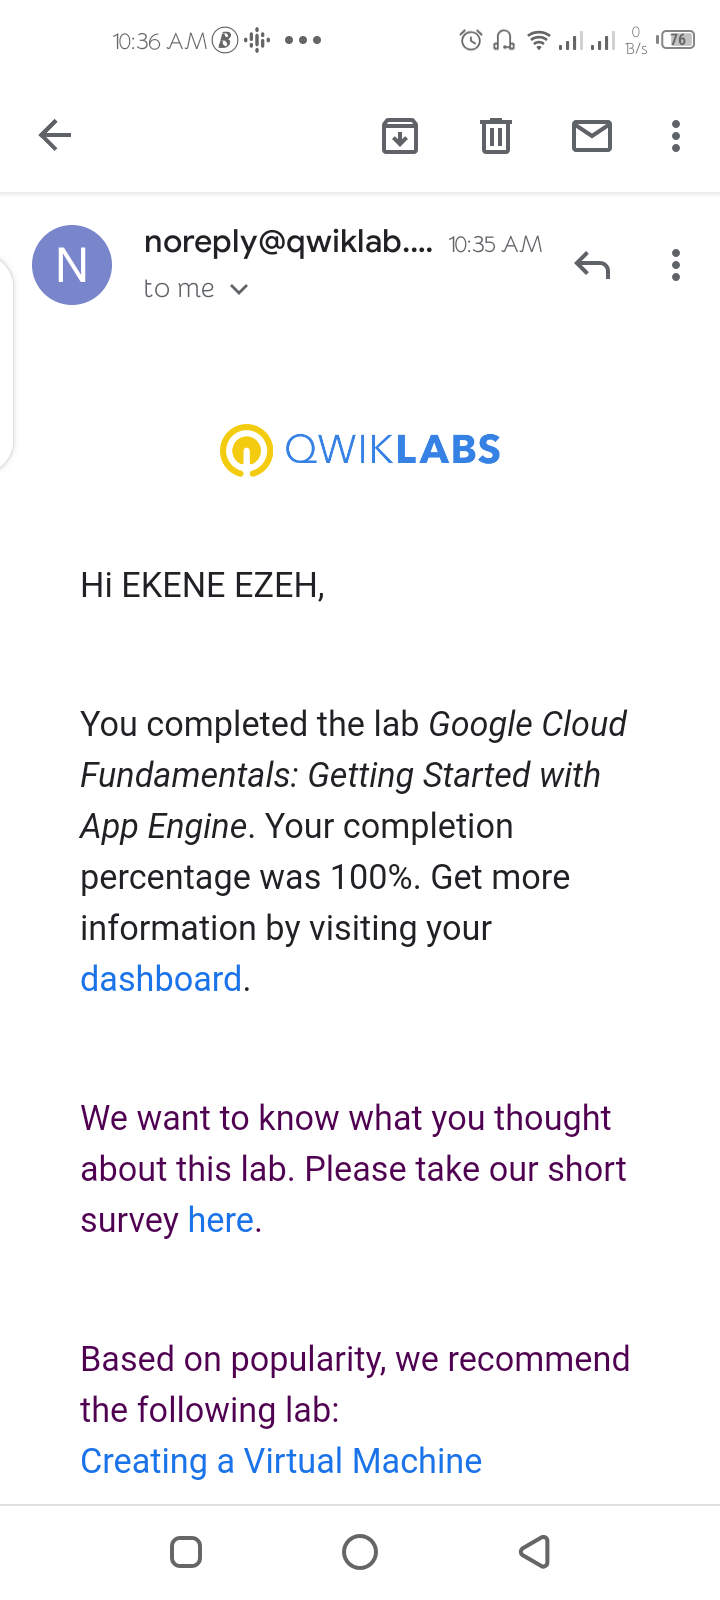 10:36 AM
0
B/s
76
noreply@qwiklab.... 10:35 AM
N
to me
QWIKLABS
Hi EKENE EZEH,
You completed the lab Google Cloud
Fundamentals: Getting Started with
App Engine. Your completion
percentage was 100%. Get more
information by visiting your
dashboard.
We want to know what you thought
about this lab. Please take our short
survey here.
Based on popularity, we recommend
the following lab:
Creating a Virtual Machine